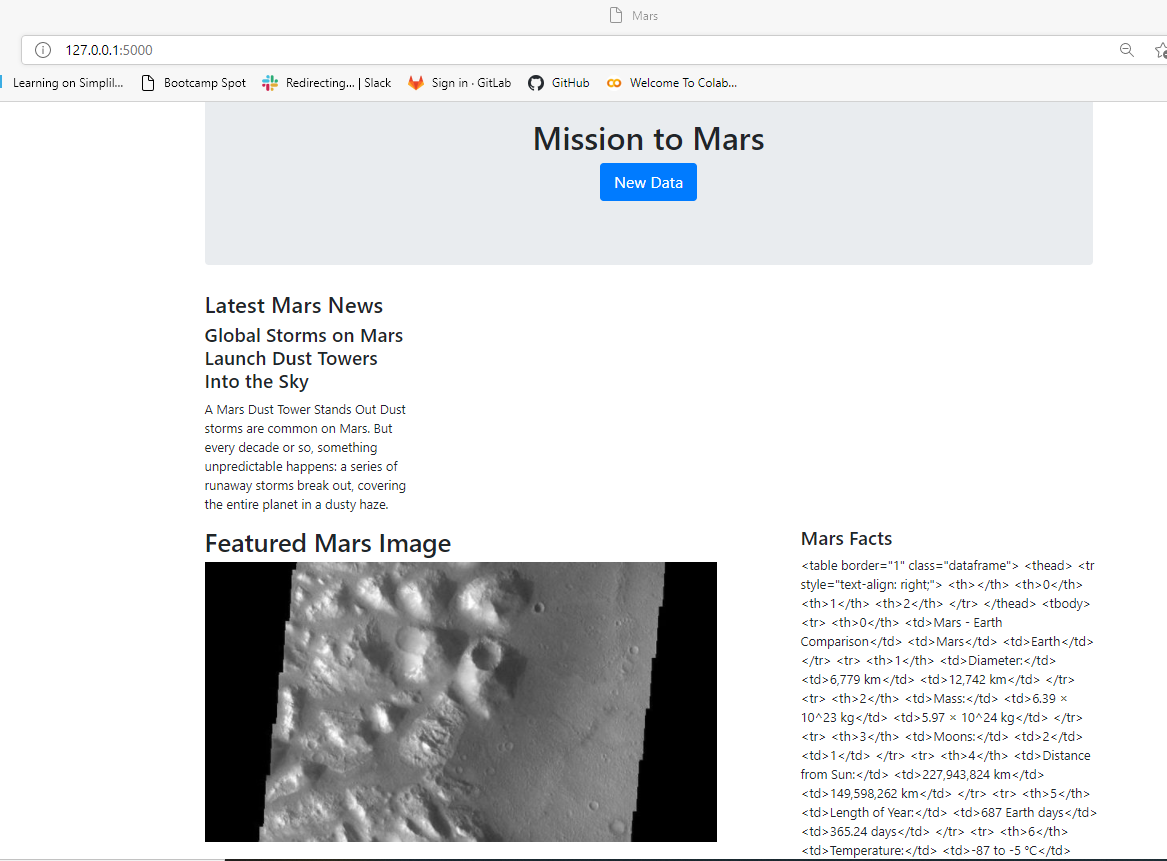 Mars
127.0.0.1:5000
Learning on Simplil...
Bootcamp Spot
Redirecting... | Slack
Sign in · GitLab
GitHub
Welcome To Colab...
Mission to Mars
New Data
Latest Mars News
Global Storms on Mars
Launch Dust Towers
Into the Sky
A Mars Dust Tower Stands Out Dust
storms are common on Mars. But
every decade or so, something
unpredictable happens: a series of
runaway storms break out, covering
the entire planet in a dusty haze.
Featured Mars Image
Mars Facts
<table border="1" class="dataframe"> <thead> <tr
style="text-align: right;"> <th></th> <th>0</th>
<th>1</th> <th>2</th> </tr> </thead> <tbody>
<tr> <th>0</th> <td>Mars - Earth
Comparison</td> <td>Mars</td> <td>Earth</td>
</tr> <tr> <th>1</th> <td>Diameter:</td>
<td>6,779 km</td> <td>12,742 km</td> </tr>
<tr> <th>2</th> <td>Mass:</td> <td>6.39 ×
10^23 kg</td> <td>5.97 × 10^24 kg</td> </tr>
<tr> <th>3</th> <td>Moons:</td> <td>2</td>
<td>1</td> </tr> <tr> <th>4</th> <td>Distance
from Sun:</td> <td>227,943,824 km</td>
<td>149,598,262 km</td> </tr> <tr> <th>5</th>
<td>Length of Year:</td> <td>687 Earth days</td>
<td>365.24 days</td> </tr> <tr> <th>6</th>
<td>Temperature:</td> <td>-87 to -5 °C</td>